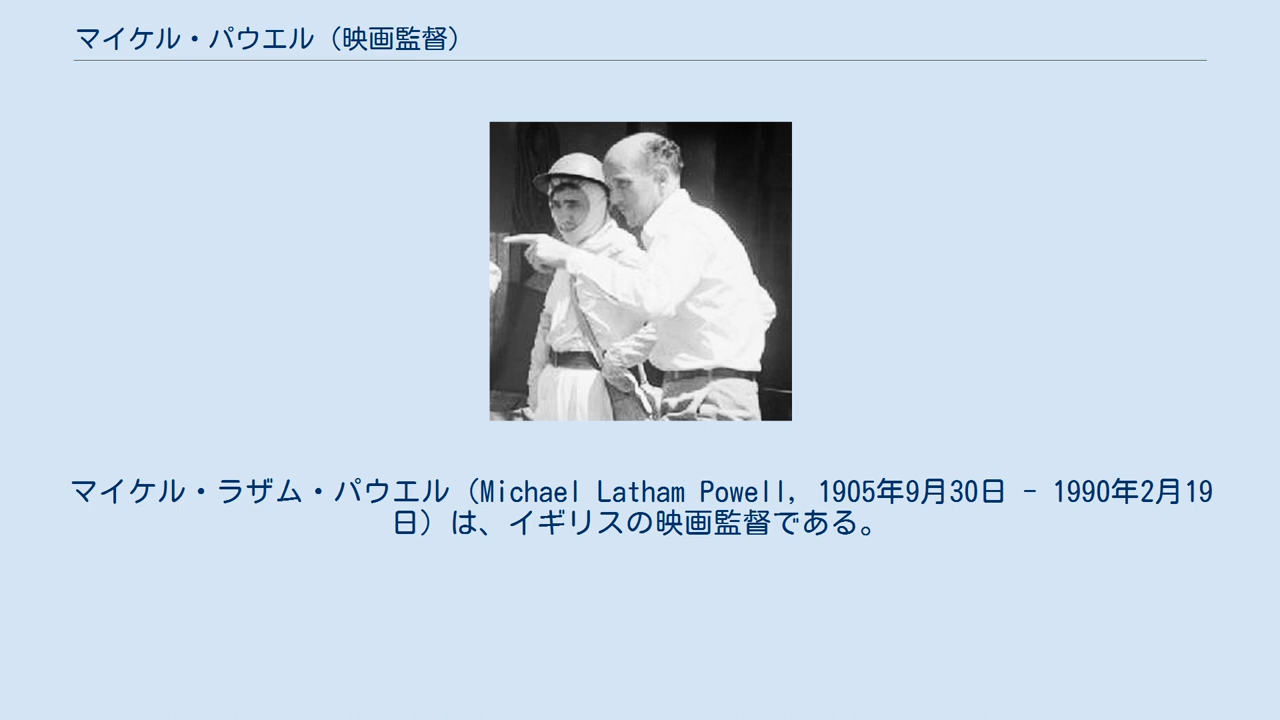 マイケル・パウエル（映画監督）
マイケル・ラザム・パウエル（Michael Latham Powell, 1905年9月30日 - 1990年2月19
日）は、イギリスの映画監督である。